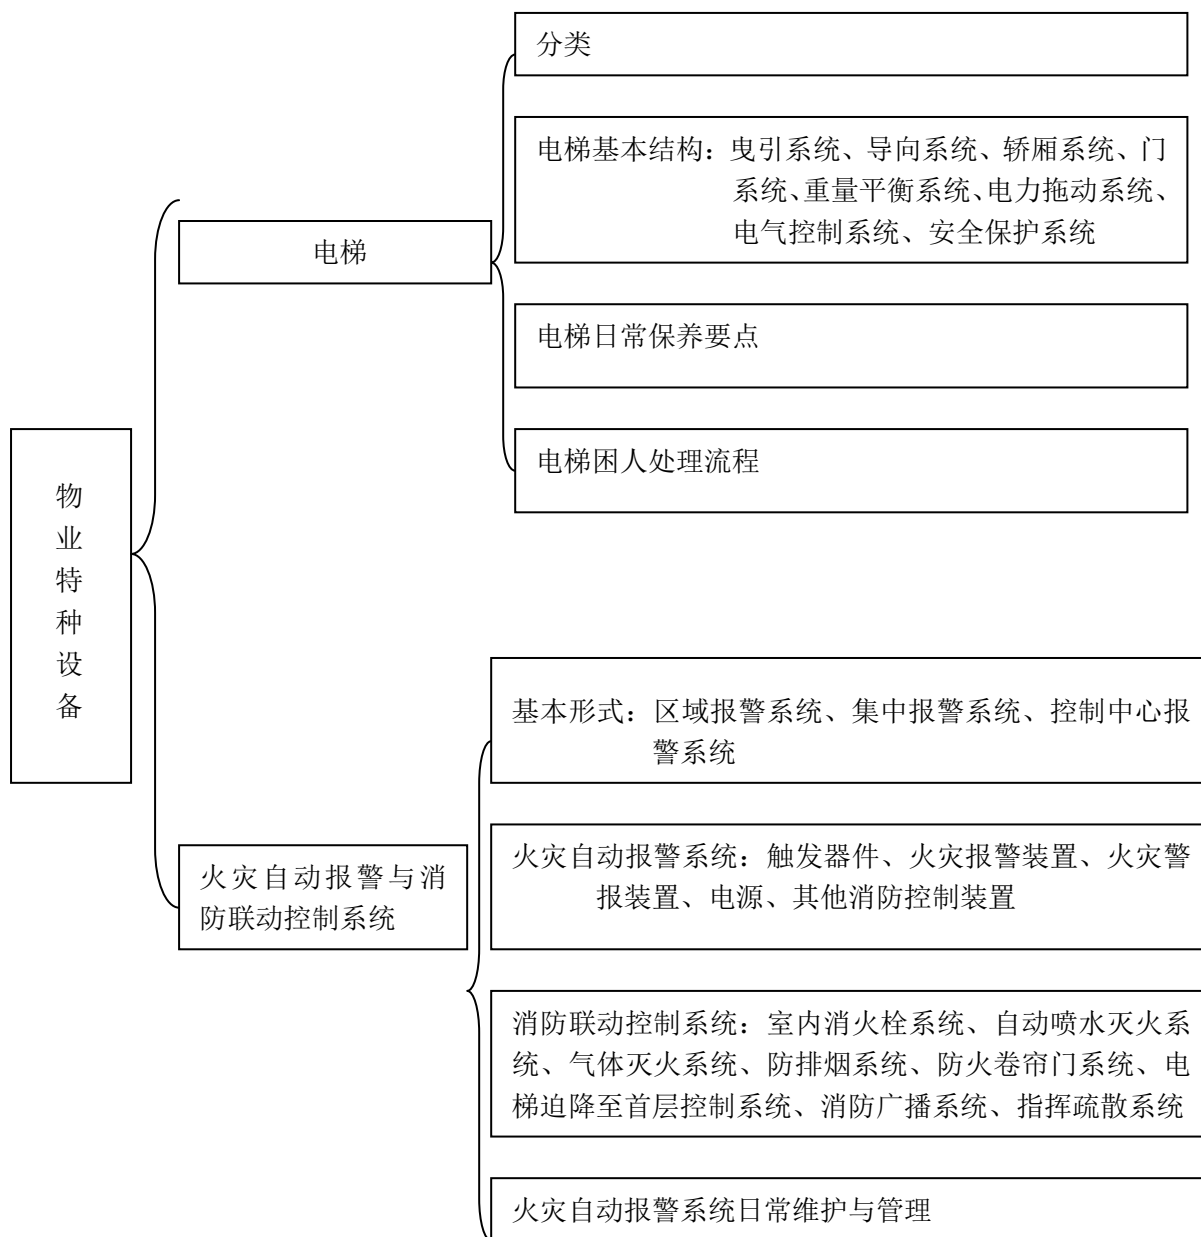 物业特种设备
电梯
分类
电梯基本结构：曳引系统、导向系统、轿厢系统、门
系统、重量平衡系统、电力拖动系统、
电气控制系统、安全保护系统
电梯日常保养要点
电梯困人处理流程
火灾自动报警与消
防联动控制系统
基本形式：区域报警系统、集中报警系统、控制中心报
警系统
火灾自动报警系统：触发器件、火灾报警装置、火灾警
报装置、电源、其他消防控制装置
消防联动控制系统：室内消火栓系统、自动喷水灭火系
统、气体灭火系统、防排烟系统、防火卷帘门系统、电
梯迫降至首层控制系统、消防广播系统、指挥疏散系统
火灾自动报警系统日常维护与管理